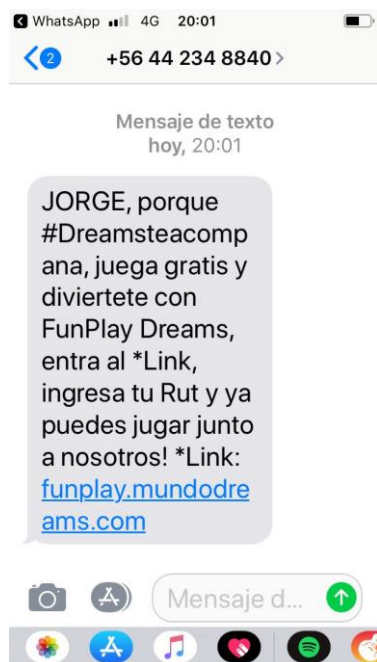 WhatsApp 4G 20:01
2 +56 44 234 8840 >
Mensaje de texto
hoy, 20:01
JORGE, porque
#Dreamsteacomp
ana, juega gratis y
diviertete con
FunPlay Dreams,
entra al *Link,
ingresa tu Rut y ya
puedes jugar junto
a nosotros! *Link:
funplay.mundodre
ams.com
Mensaje d...